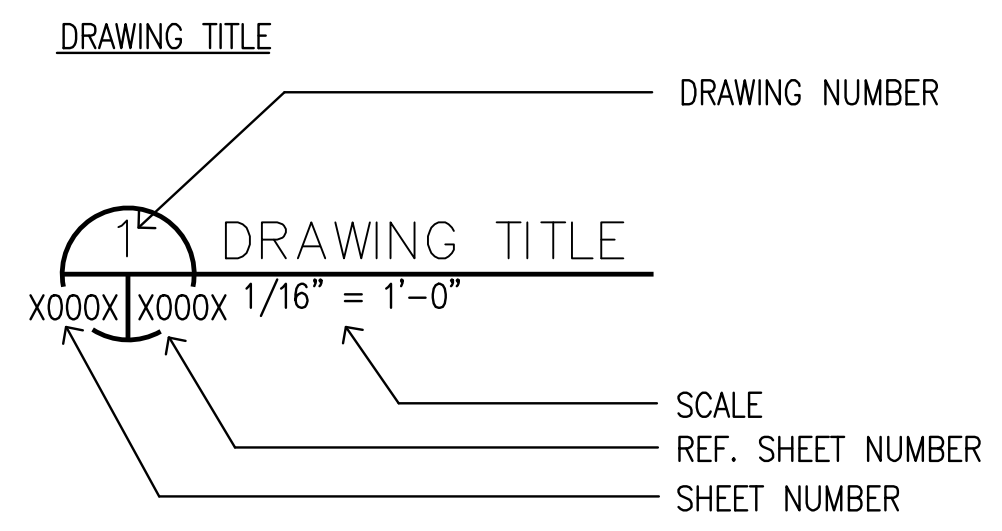 DRAWING TITLE
DRAWING NUMBER
1 DRAWING TITLE
X000X X000X 1/16" = 1'-0"
SCALE
REF. SHEET NUMBER
SHEET NUMBER